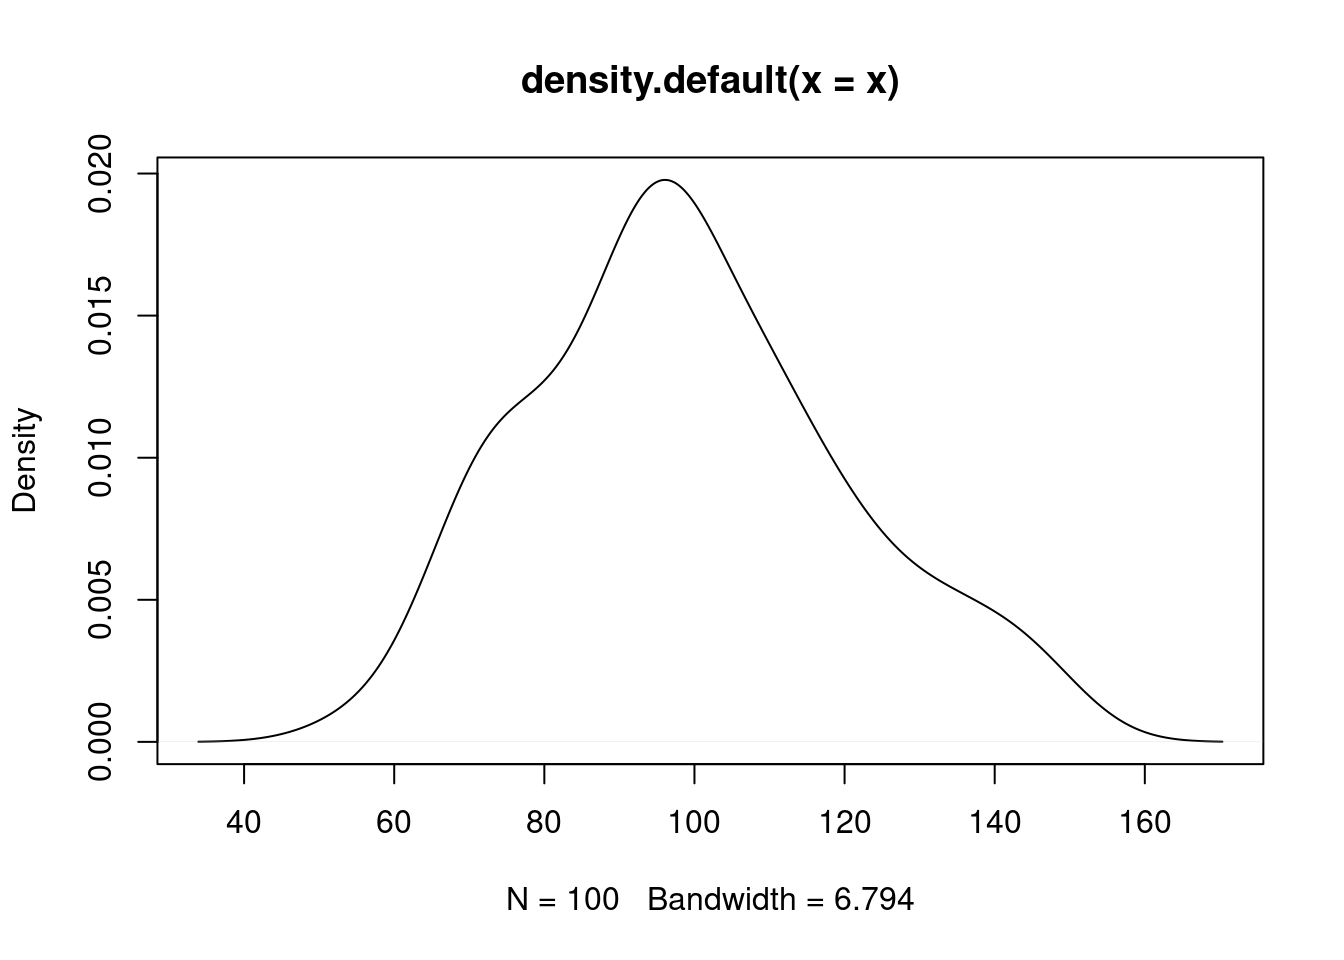 density.default(x = x)
Density
0.020
0.015
0.010
0.005
0.000
40 60 80 100 120 140 160
N = 100 Bandwidth = 6.794